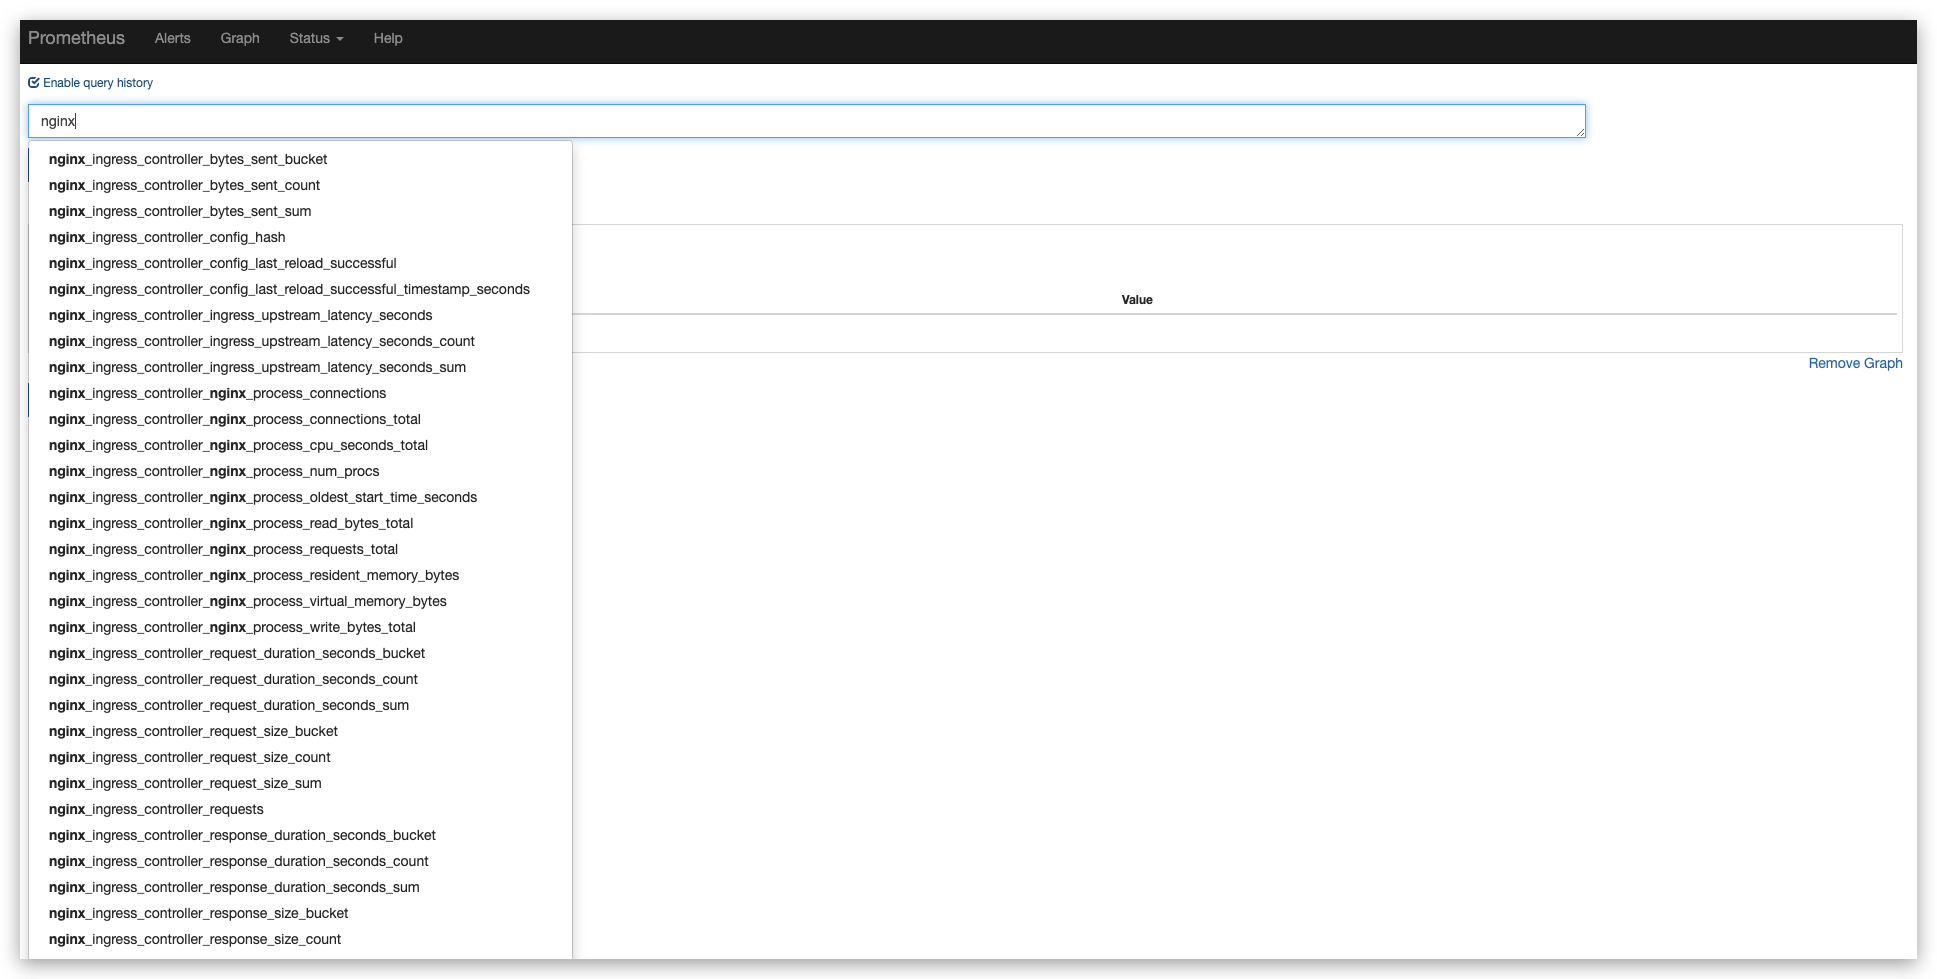 Prometheus Alerts Graph Status Help
Enable query history
nginx
nginx_ingress_controller_bytes_sent_bucket
nginx_ingress_controller_bytes_sent_count
nginx_ingress_controller_bytes_sent_sum
nginx_ingress_controller_config_hash
nginx_ingress_controller_config_last_reload_successful
nginx_ingress_controller_config_last_reload_successful_timestamp_seconds
Value
nginx_ingress_controller_ingress_upstream_latency_seconds
nginx_ingress_controller_ingress_upstream_latency_seconds_count
nginx_ingress_controller_ingress_upstream_latency_seconds_sum
Remove Graph
nginx_ingress_controller_nginx_process_connections
nginx_ingress_controller_nginx_process_connections_total
nginx_ingress_controller_nginx_process_cpu_seconds_total
nginx_ingress_controller_nginx_process_num_procs
nginx_ingress_controller_nginx_process_oldest_start_time_seconds
nginx_ingress_controller_nginx_process_read_bytes_total
nginx_ingress_controller_nginx_process_requests_total
nginx_ingress_controller_nginx_process_resident_memory_bytes
nginx_ingress_controller_nginx_process_virtual_memory_bytes
nginx_ingress_controller_nginx_process_write_bytes_total
nginx_ingress_controller_request_duration_seconds_bucket
nginx_ingress_controller_request_duration_seconds_count
nginx_ingress_controller_request_duration_seconds_sum
nginx_ingress_controller_request_size_bucket
nginx_ingress_controller_request_size_count
nginx_ingress_controller_request_size_sum
nginx_ingress_controller_requests
nginx_ingress_controller_response_duration_seconds_bucket
nginx_ingress_controller_response_duration_seconds_count
nginx_ingress_controller_response_duration_seconds_sum
nginx_ingress_controller_response_size_bucket
nginx_ingress_controller_response_size_count